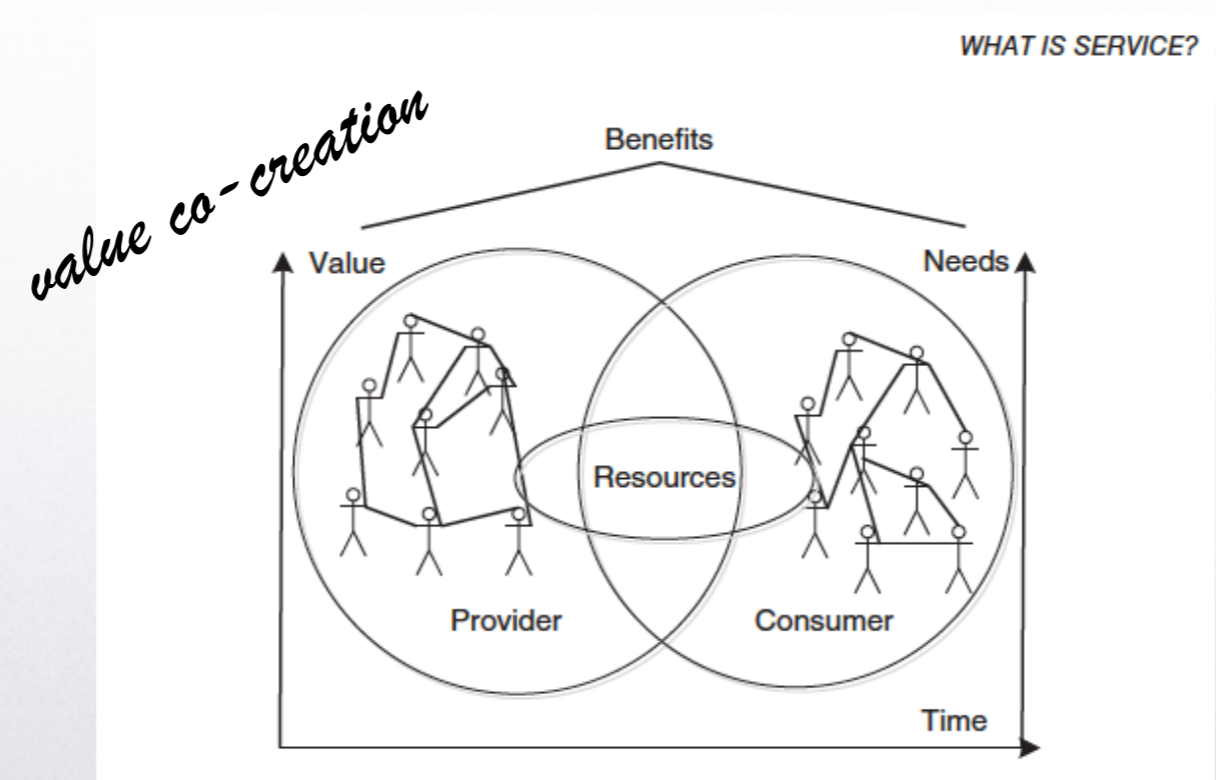 WHAT IS SERVICE?
value co-creation
Benefits
Value
Needs
Resources
Provider
Consumer
Time